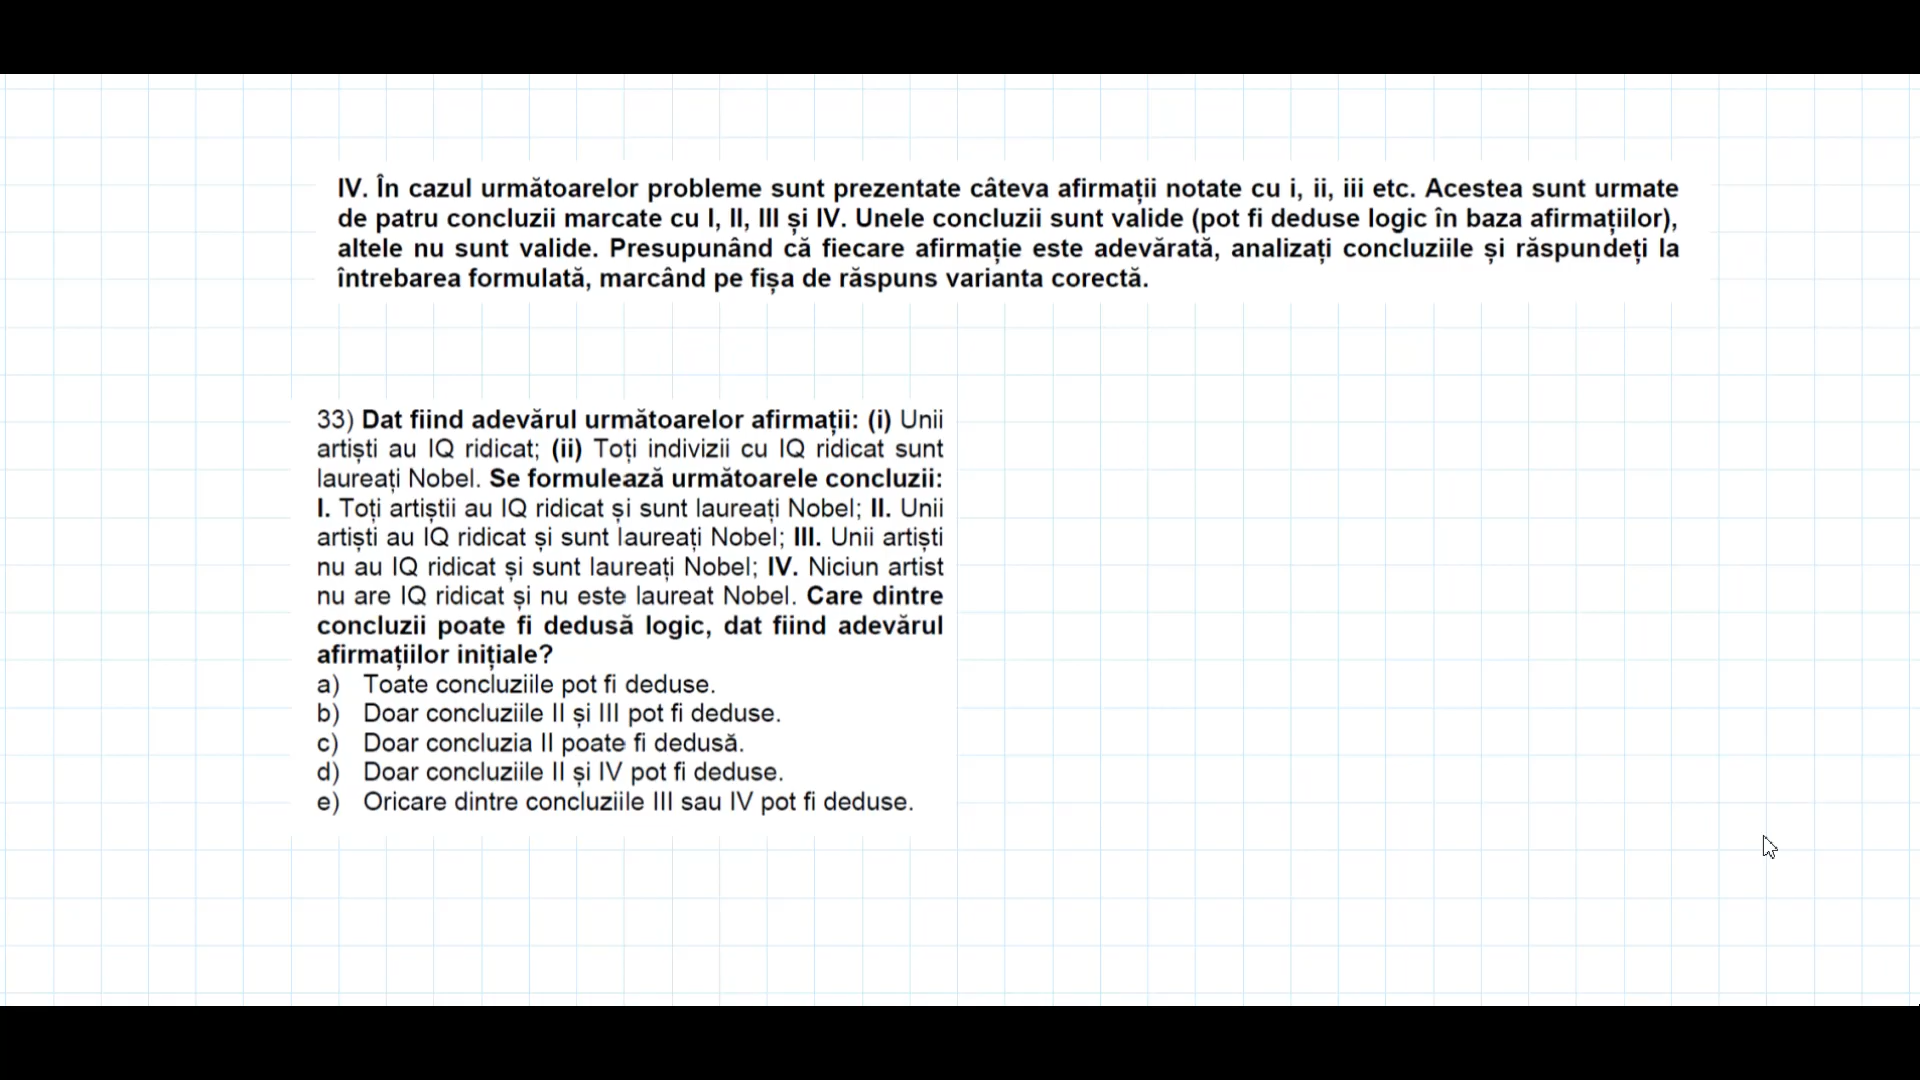 IV. În cazul următoarelor probleme sunt prezentate câteva afirmații notate cu i, ii, iii etc. Acestea sunt urmate
de patru concluzii marcate cu I, II, III și IV. Unele concluzii sunt valide (pot fi deduse logic în baza afirmațiilor),
altele nu sunt valide. Presupunând că fiecare afirmație este adevărată, analizați concluziile și răspundeți la
întrebarea formulată, marcând pe fișa de răspuns varianta corectă.
33) Dat fiind adevărul următoarelor afirmații: (i) Unii
artiști au IQ ridicat; (ii) Toți indivizii cu IQ ridicat sunt
laureați Nobel. Se formulează următoarele concluzii:
I. Toți artiștii au IQ ridicat și sunt laureați Nobel; II. Unii
artiști au IQ ridicat și sunt laureați Nobel; III. Unii artiști
nu au IQ ridicat și sunt laureați Nobel; IV. Niciun artist
nu are IQ ridicat și nu este laureat Nobel. Care dintre
concluzii poate fi dedusă logic, dat fiind adevărul
afirmațiilor inițiale?
a) Toate concluziile pot fi deduse.
b) Doar concluziile II și III pot fi deduse.
c) Doar concluzia II poate fi dedusă.
d) Doar concluziile II și IV pot fi deduse.
e) Oricare dintre concluziile III sau IV pot fi deduse.